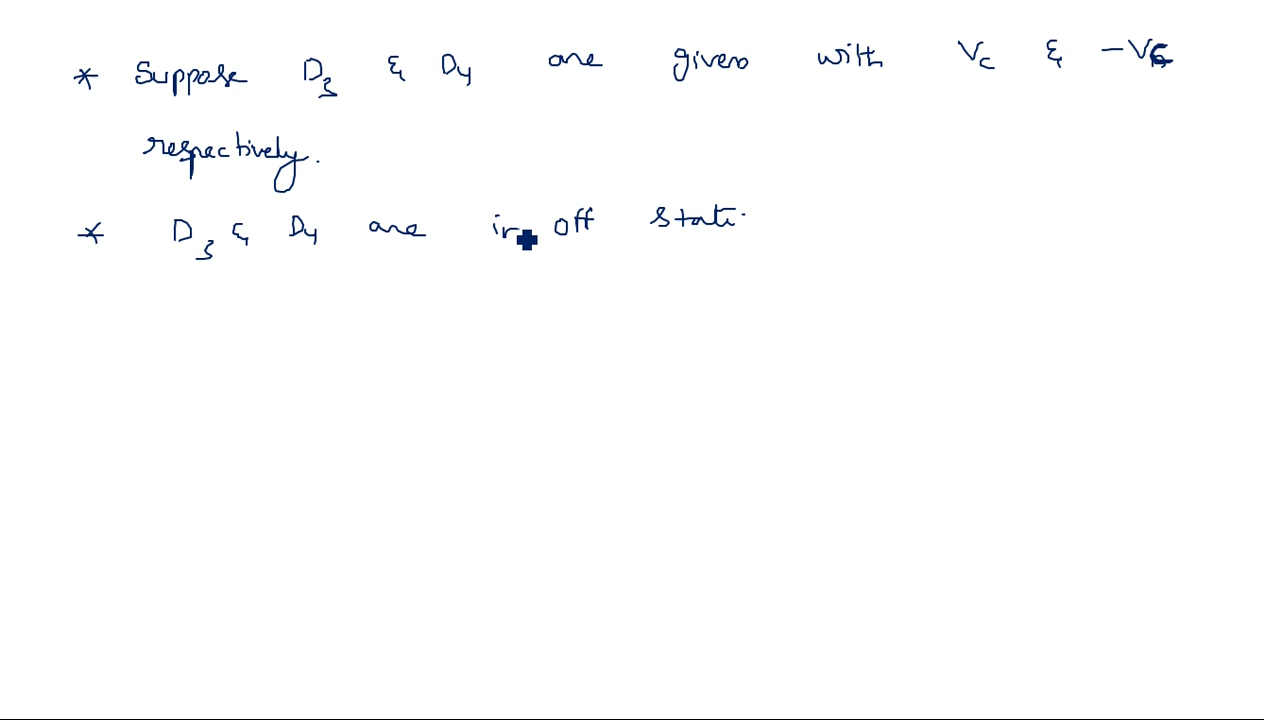 * Suppose D3 & D4 are given with Vc & -Vc
respectively.
* D3 & D4 are in off state.